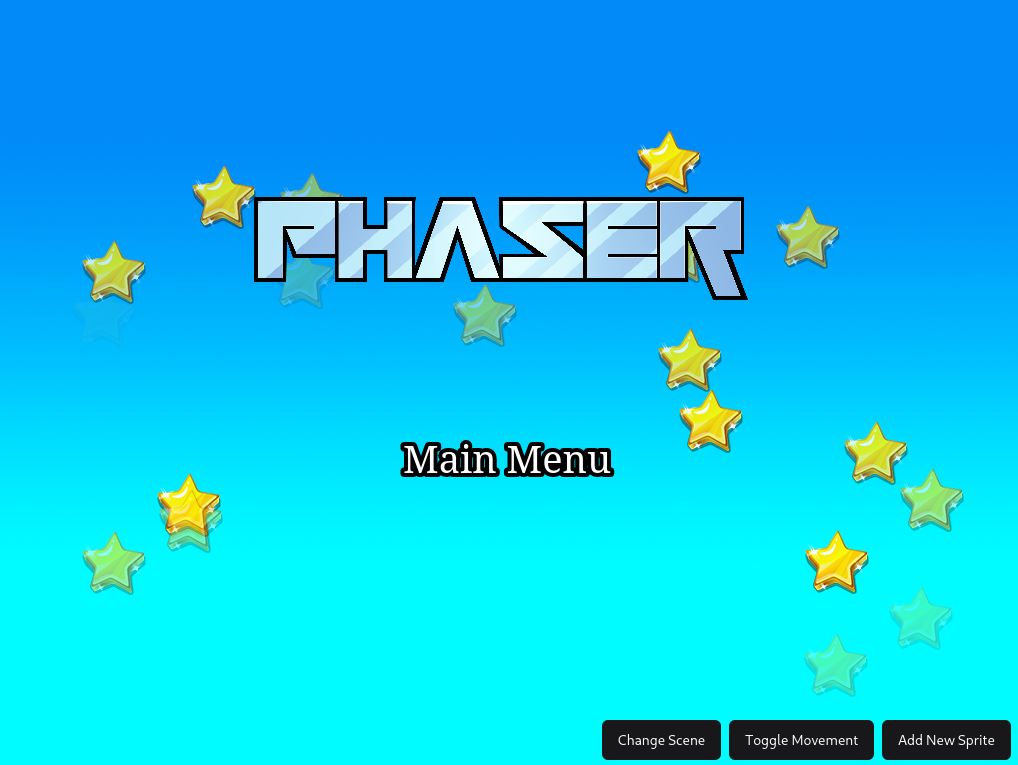 PHASER
Main Menu
Change Scene
Toggle Movement
Add New Sprite